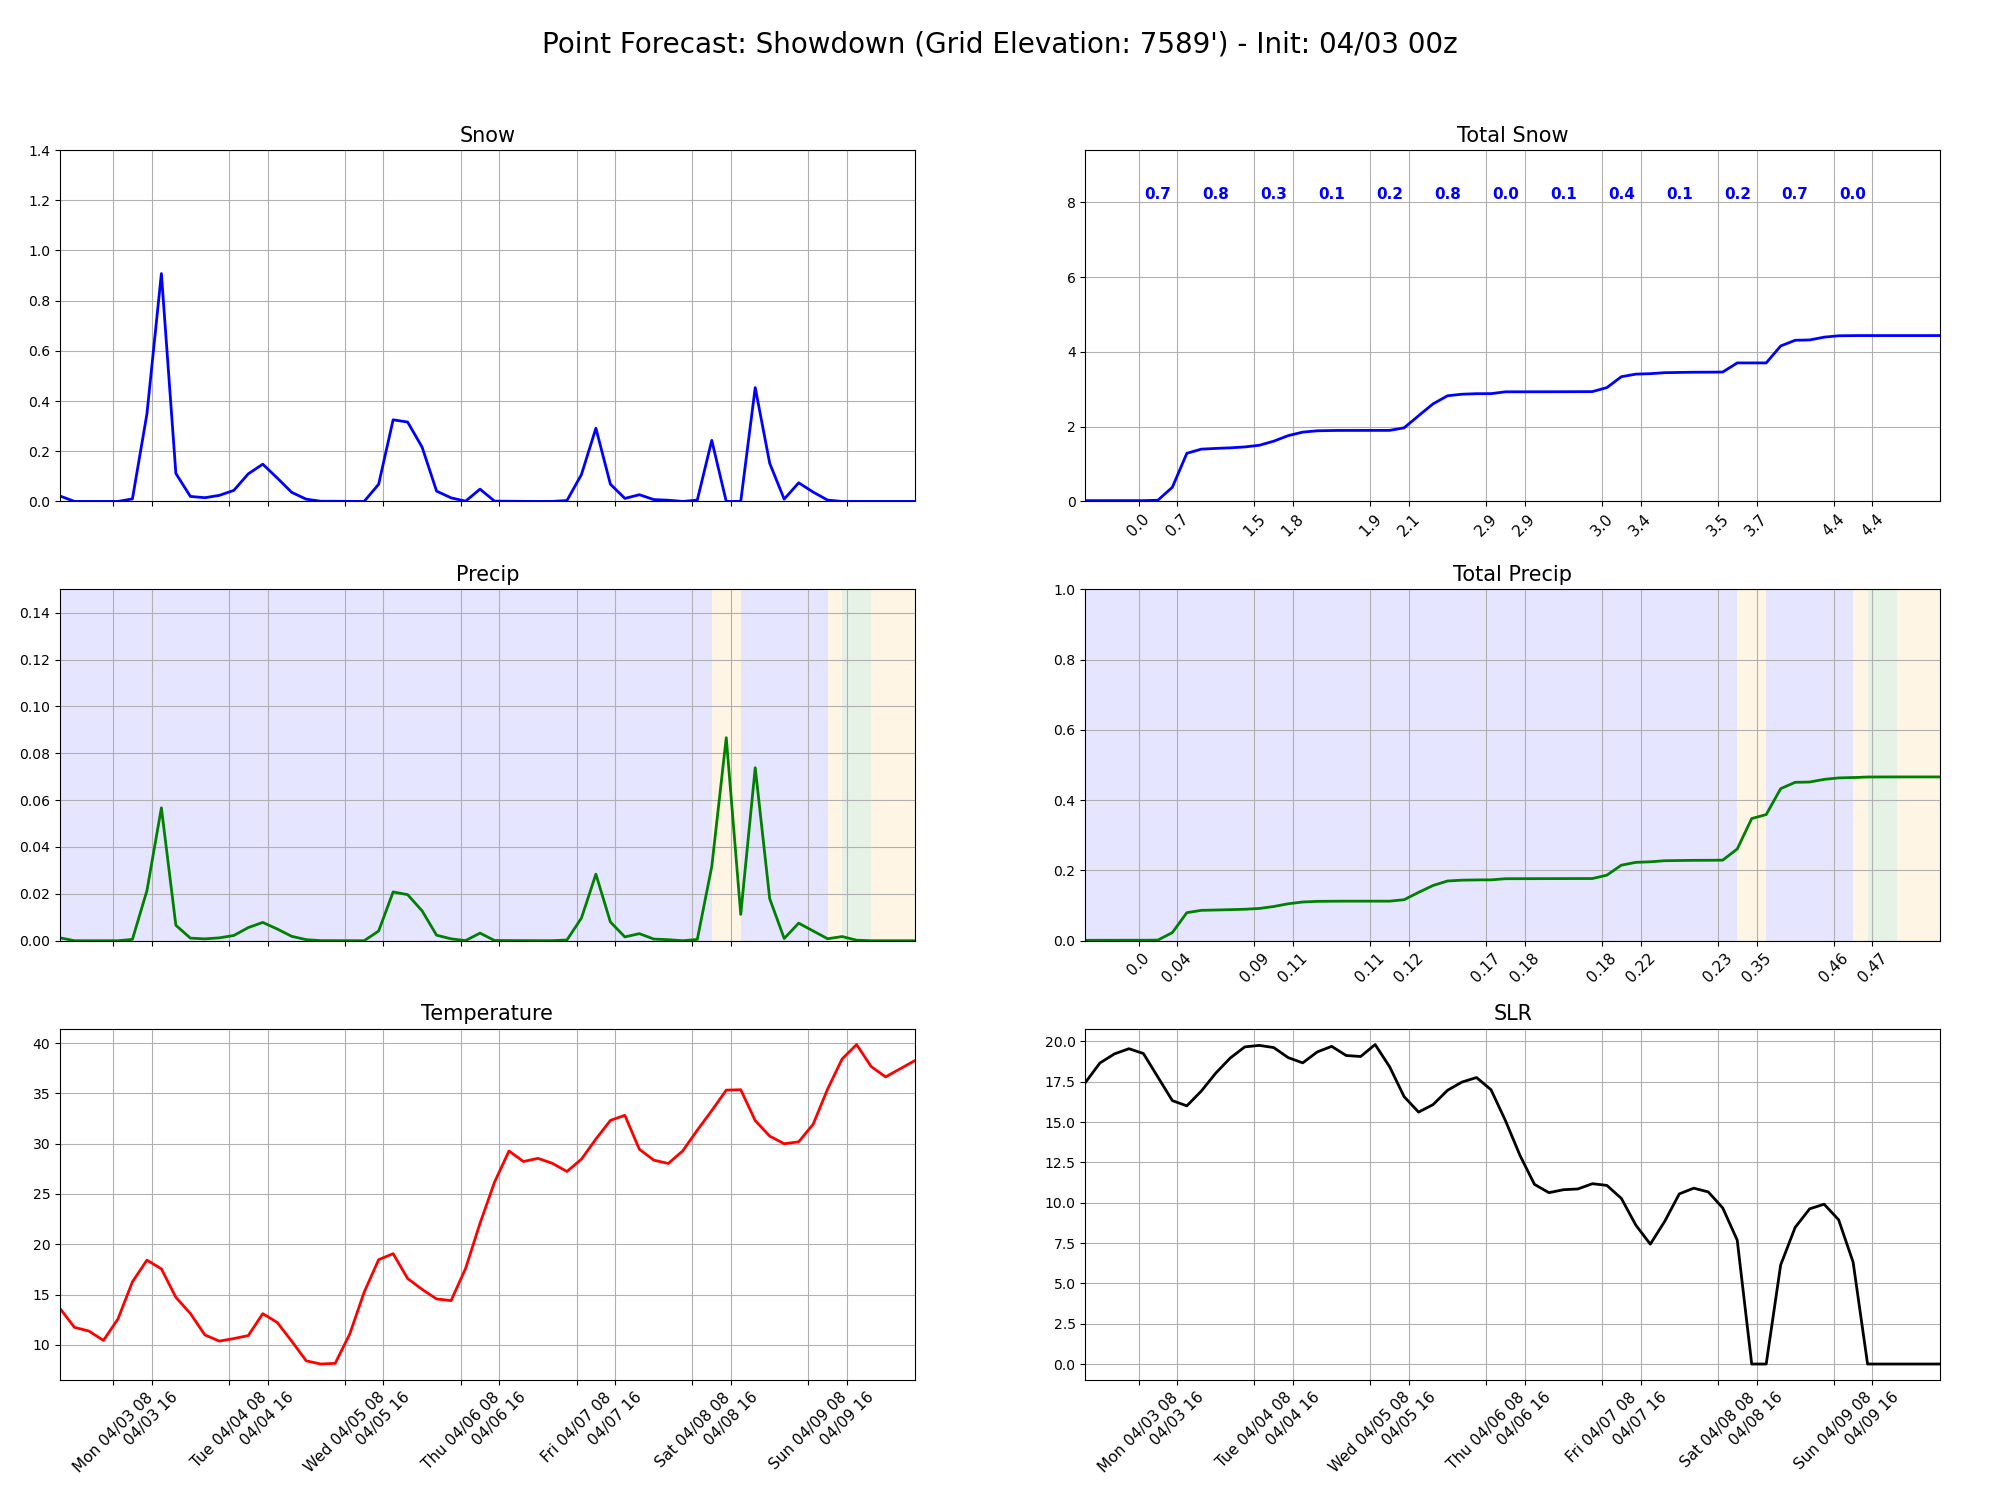 Point Forecast: Showdown (Grid Elevation: 7589') - Init: 04/03 00z
Snow
1.4
1.2
1.0
0.8
0.6
0.4
0.2
0.0
Total Snow
0.7 0.8 0.3 0.1 0.2 0.8 0.0 0.1 0.4 0.1 0.2 0.7 0.0
8
6
4
2
0
0.0 0.7 1.5 1.8 1.9 2.1 2.9 2.9 3.0 3.4 3.5 3.7 4.4 4.4
Precip
0.14
0.12
0.10
0.08
0.06
0.04
0.02
0.00
Total Precip
1.0
0.8
0.6
0.4
0.2
0.0
0.0 0.04 0.09 0.11 0.11 0.12 0.17 0.18 0.18 0.22 0.23 0.35 0.46 0.47
Temperature
40
35
30
25
20
15
10
Mon 04/03 08
04/03 16
Tue 04/04 08
04/04 16
Wed 04/05 08
04/05 16
Thu 04/06 08
04/06 16
Fri 04/07 08
04/07 16
Sat 04/08 08
04/08 16
Sun 04/09 08
04/09 16
SLR
20.0
17.5
15.0
12.5
10.0
7.5
5.0
2.5
0.0
Mon 04/03 08
04/03 16
Tue 04/04 08
04/04 16
Wed 04/05 08
04/05 16
Thu 04/06 08
04/06 16
Fri 04/07 08
04/07 16
Sat 04/08 08
04/08 16
Sun 04/09 08
04/09 16